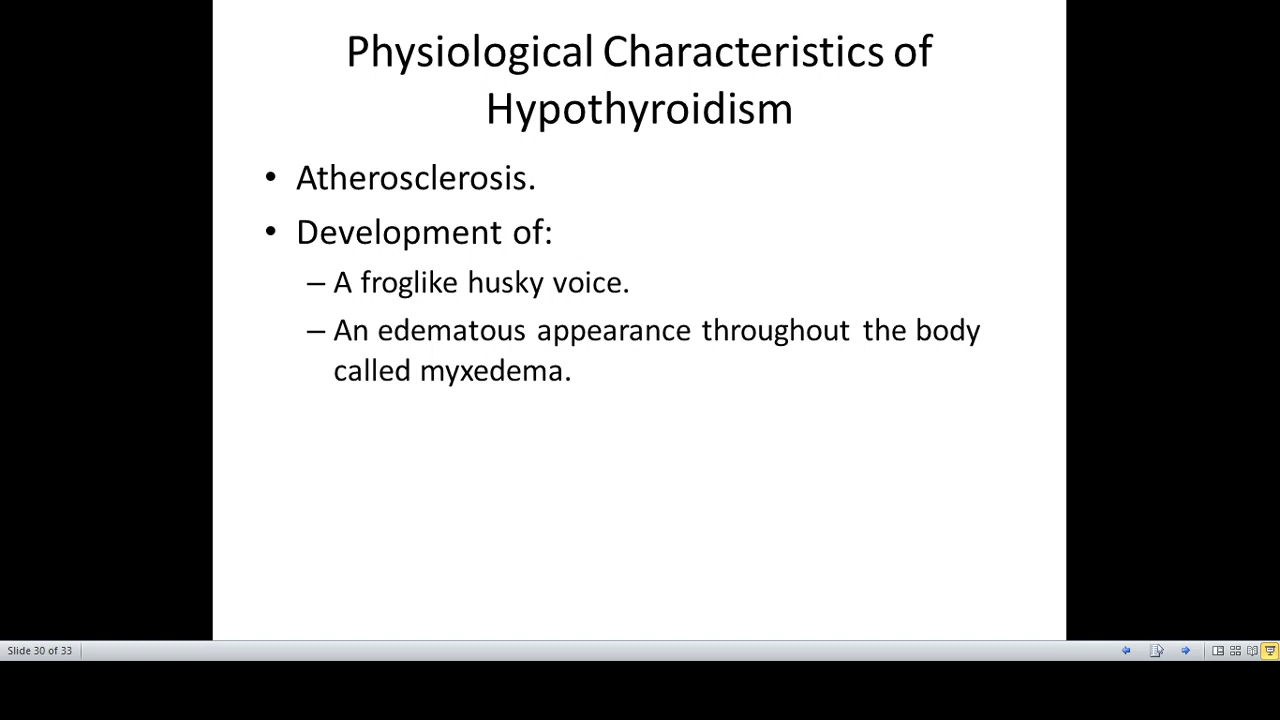 Physiological Characteristics of
Hypothyroidism
• Atherosclerosis.
• Development of:
– A froglike husky voice.
– An edematous appearance throughout the body
called myxedema.
Slide 30 of 33